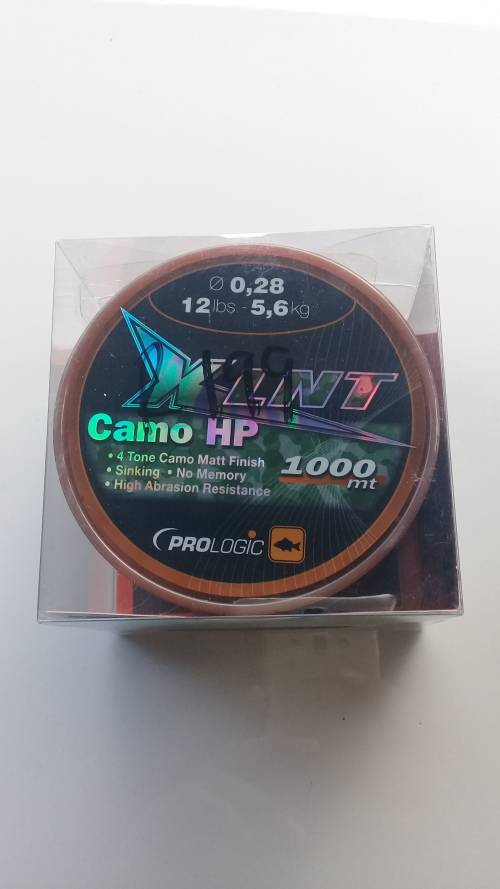 Ø 0,28
12 lbs - 5,6 kg
XLNT
Camo HP
• 4 Tone Camo Matt Finish
• Sinking • No Memory
• High Abrasion Resistance
1000
mt
PROLOGIC